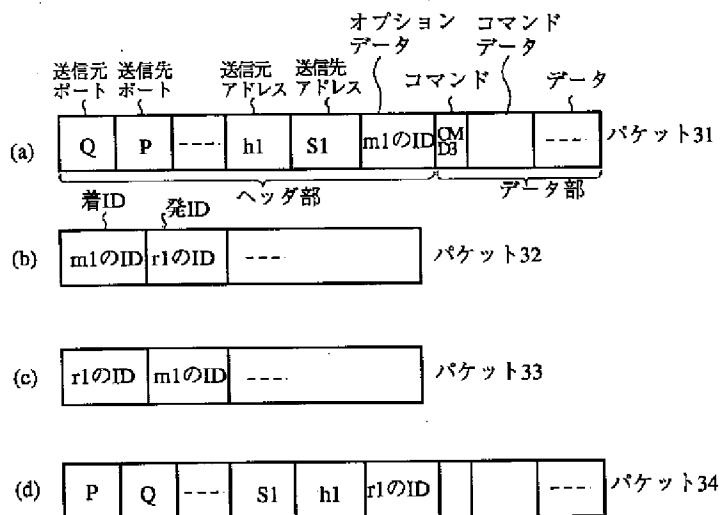 オプション
データ
コマンド
データ
送信元
ポート
送信先
ポート
送信元
アドレス
送信先
アドレス
コマンド
データ
(a)
Q
P
h1
S1
m1のID
CM
D3
パケット31
ヘッダ部
データ部
着ID
発ID
(b)
m1のID
r1のID
パケット32
(c)
r1のID
m1のID
パケット33
(d)
P
Q
S1
h1
r1のID
パケット34